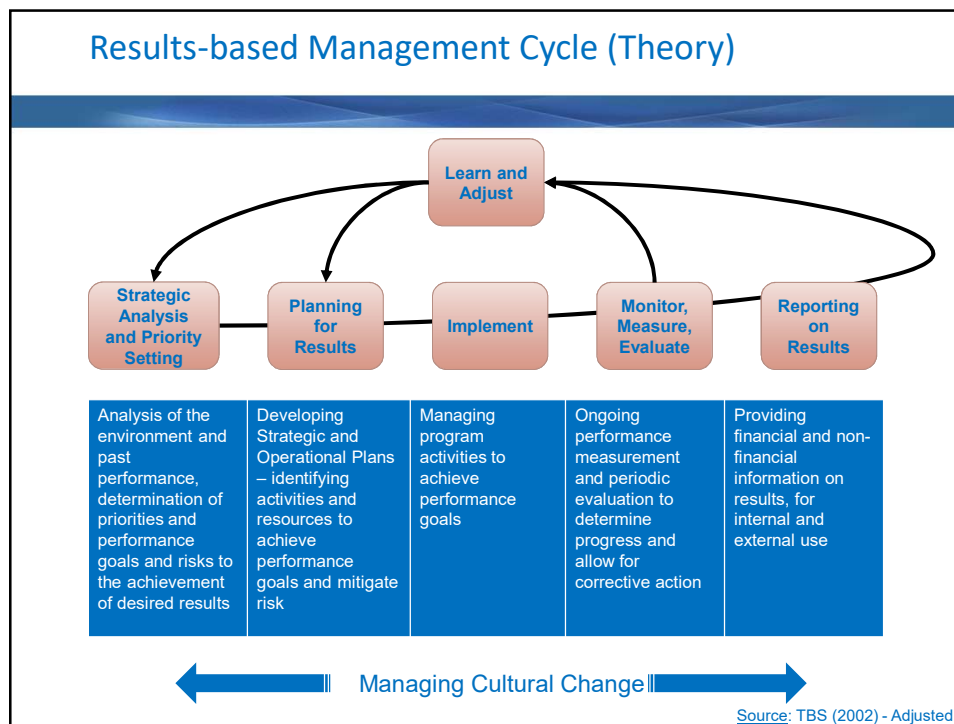 Results-based Management Cycle (Theory)
Learn and
Adjust
Strategic
Analysis
and Priority
Setting
Planning
for
Results
Implement
Monitor,
Measure,
Evaluate
Reporting
on
Results
Analysis of the
environment and
past
performance,
determination of
priorities and
performance
goals and risks to
the achievement
of desired results
Developing
Strategic and
Operational Plans
– identifying
activities and
resources to
achieve
performance
goals and mitigate
risk
Managing
program
activities to
achieve
performance
goals
Ongoing
performance
measurement
and periodic
evaluation to
determine
progress and
allow for
corrective action
Providing
financial and non-
financial
information on
results, for
internal and
external use
Managing Cultural Change
Source: TBS (2002) - Adjusted